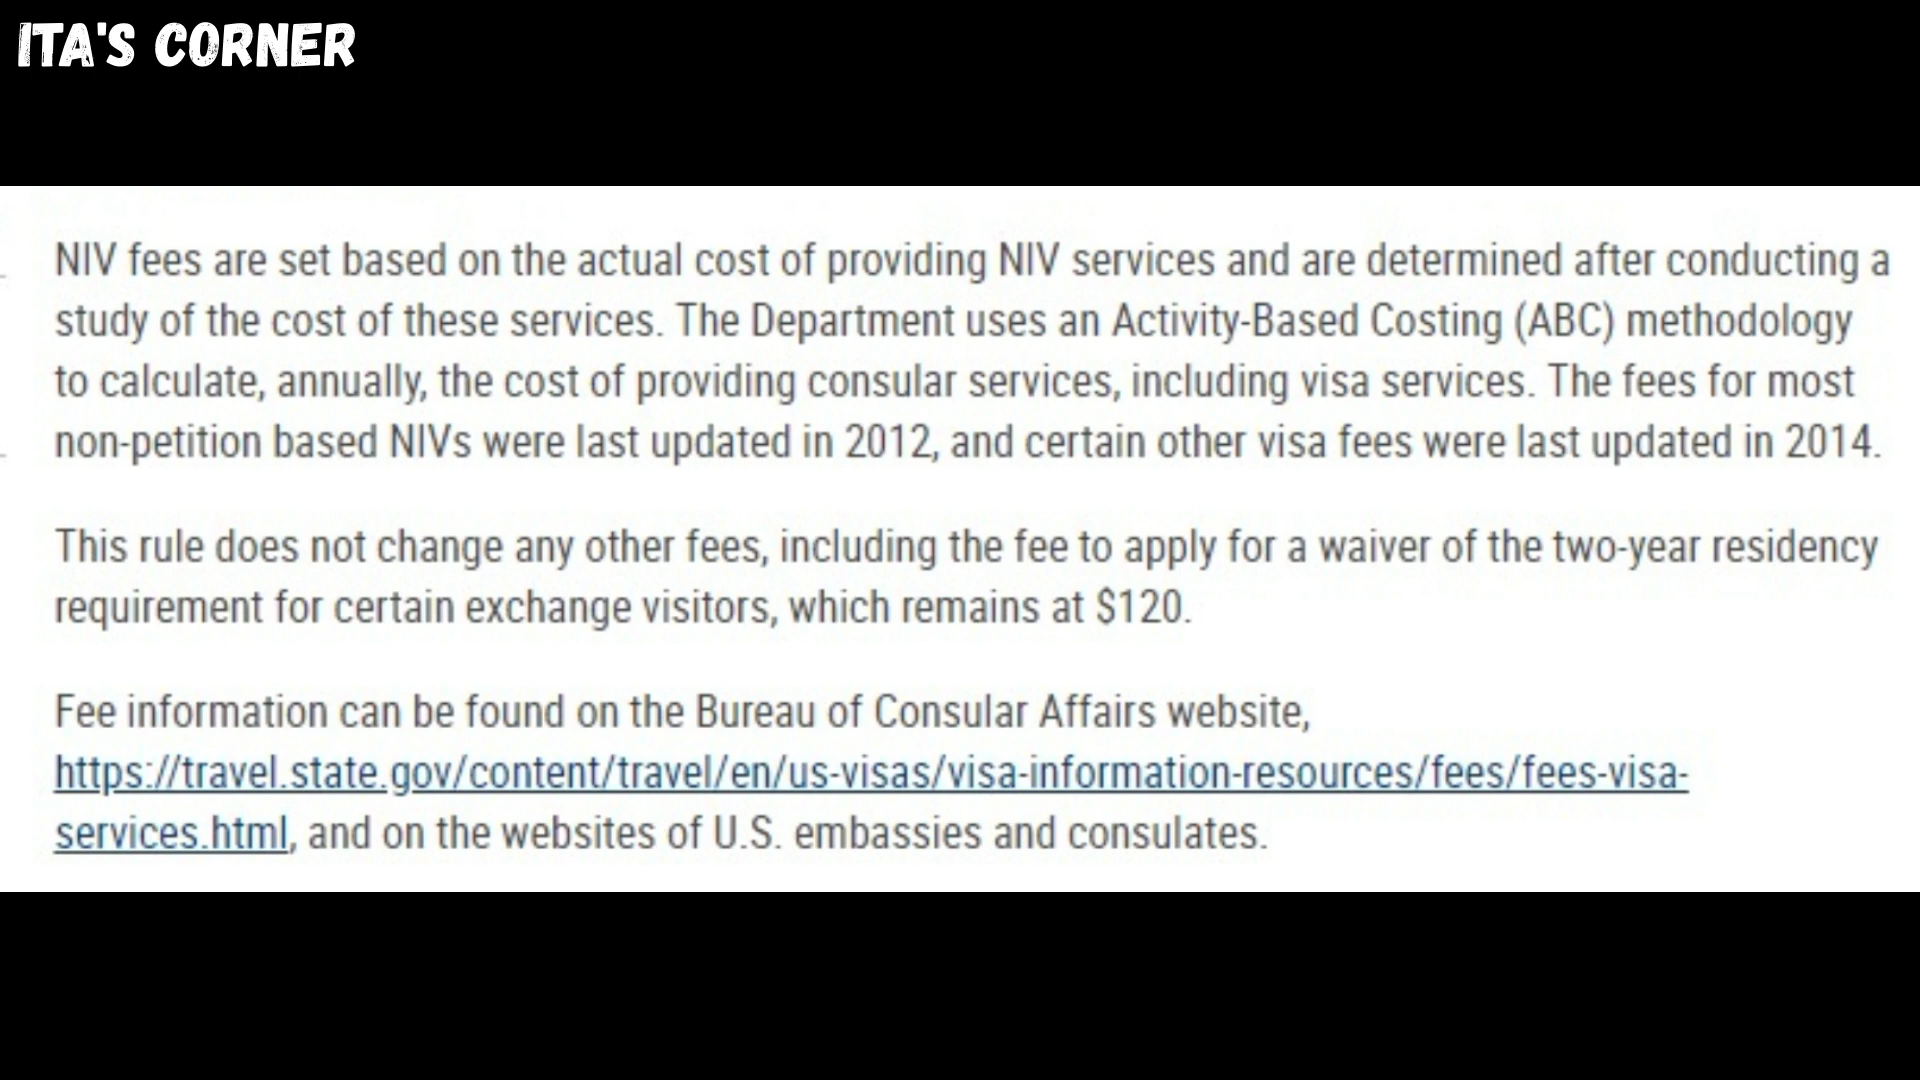 ITA'S CORNER
NIV fees are set based on the actual cost of providing NIV services and are determined after conducting a
study of the cost of these services. The Department uses an Activity-Based Costing (ABC) methodology
to calculate, annually, the cost of providing consular services, including visa services. The fees for most
non-petition based NIVs were last updated in 2012, and certain other visa fees were last updated in 2014.
This rule does not change any other fees, including the fee to apply for a waiver of the two-year residency
requirement for certain exchange visitors, which remains at $120.
Fee information can be found on the Bureau of Consular Affairs website,
https://travel.state.gov/content/travel/en/us-visas/visa-information-resources/fees/fees-visa-
services.html, and on the websites of U.S. embassies and consulates.